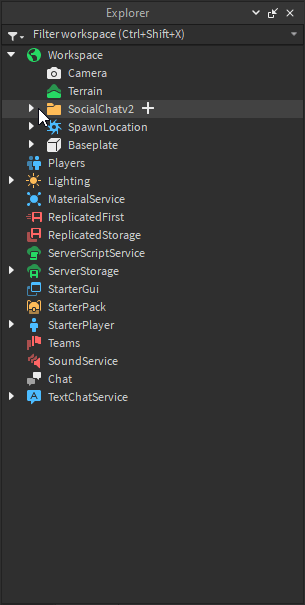 Explorer
Filter workspace (Ctrl+Shift+X)
Workspace
Camera
Terrain
SocialChatv2
SpawnLocation
Baseplate
Players
Lighting
MaterialService
ReplicatedFirst
ReplicatedStorage
ServerScriptService
ServerStorage
StarterGui
StarterPack
StarterPlayer
Teams
SoundService
Chat
TextChatService